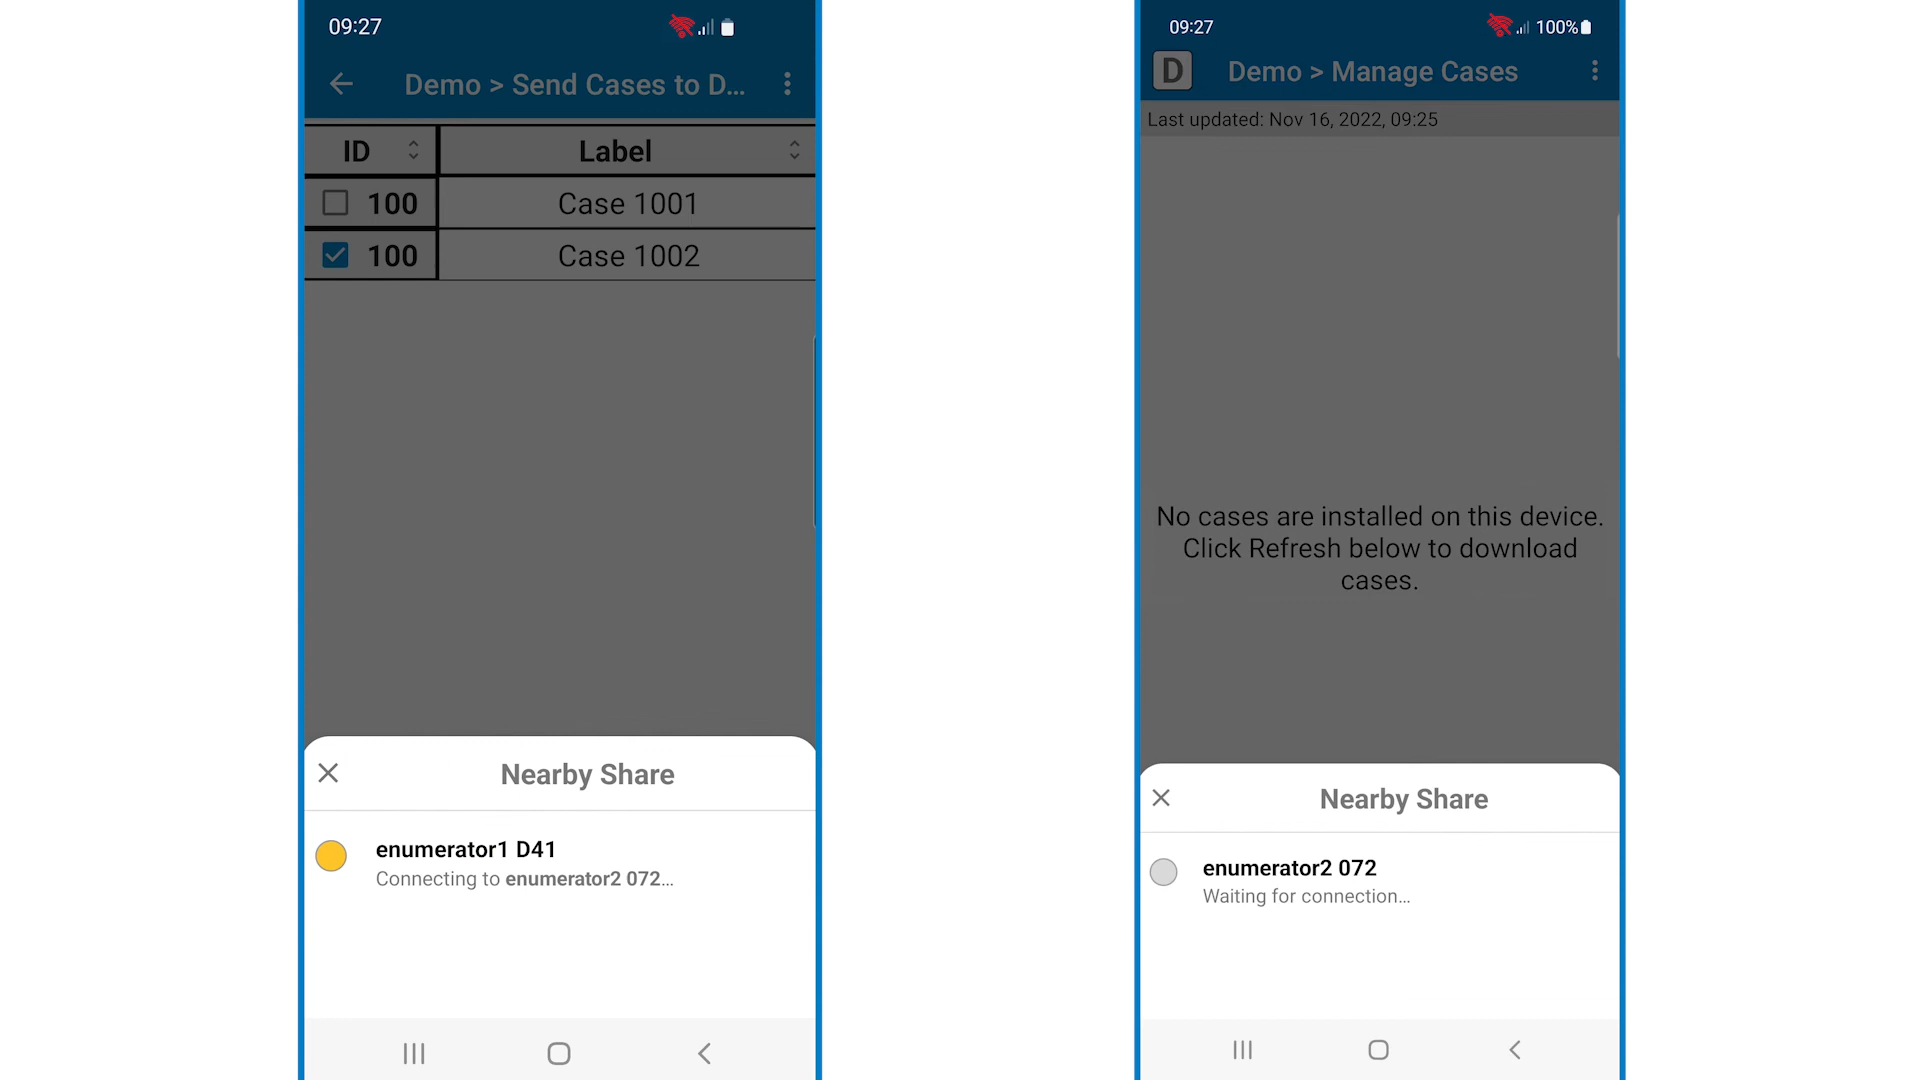 09:27
Demo > Send Cases to D...
ID
Label
100
Case 1001
100
Case 1002
Nearby Share
enumerator1 D41
Connecting to enumerator2 072...
09:27
100%
D
Demo > Manage Cases
Last updated: Nov 16, 2022, 09:25
No cases are installed on this device.
Click Refresh below to download
cases.
Nearby Share
enumerator2 072
Waiting for connection...